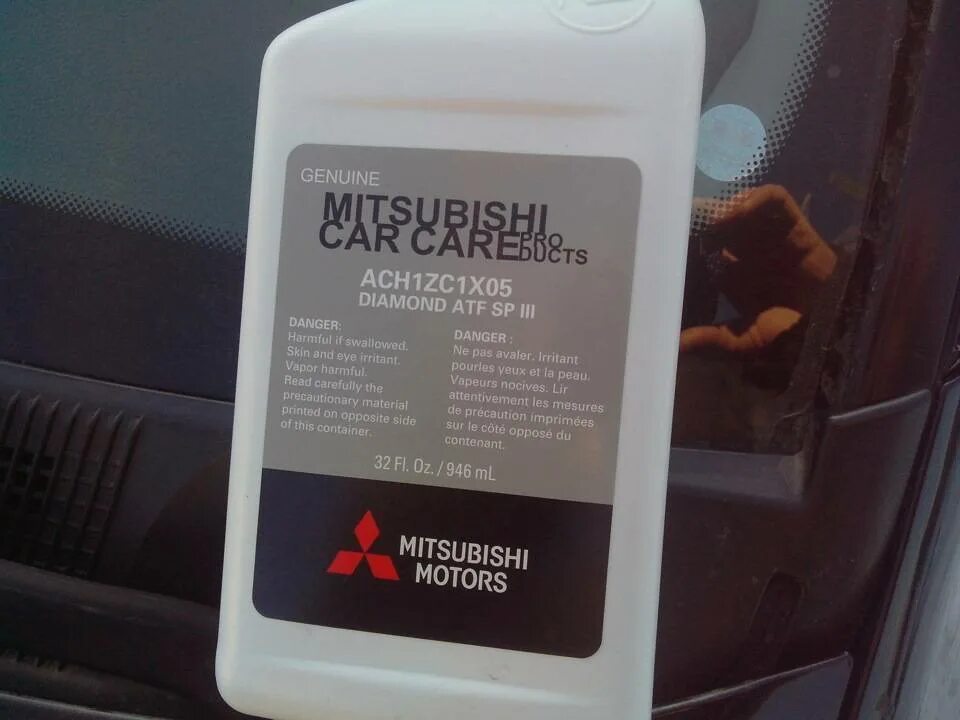 GENUINE
MITSUBISHI
CAR CARE PRO
DUCTS
ACH1ZC1X05
DIAMOND ATF SP III
DANGER:
Harmful if swallowed.
Skin and eye irritant.
Vapor harmful.
Read carefully the
precautionary material
printed on opposite side
of this container.
DANGER :
Ne pas avaler. Irritant
pourles yeux et la peau.
Vapeurs nocives. Lir
attentivement les mesures
de précaution imprimées
sur le côté opposé du
contenant.
32 Fl. Oz. / 946 mL
MITSUBISHI
MOTORS